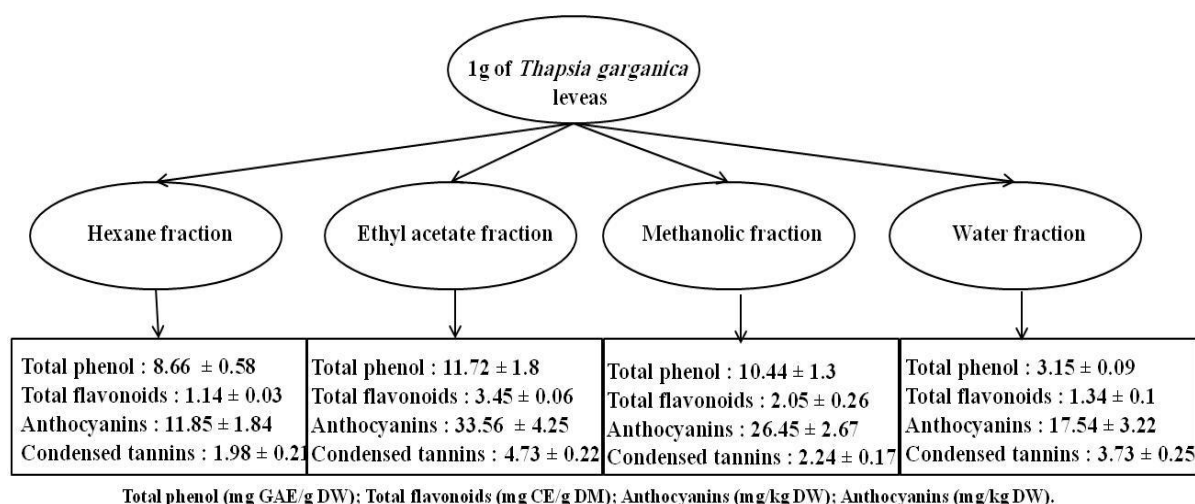 1g of Thapsia garganica
leveas
Hexane fraction
Ethyl acetate fraction
Methanolic fraction
Water fraction
Total phenol : 8.66 ± 0.58
Total flavonoids : 1.14 ± 0.03
Anthocyanins : 11.85 ± 1.84
Condensed tannins : 1.98 ± 0.21
Total phenol : 11.72 ± 1.8
Total flavonoids : 3.45 ± 0.06
Anthocyanins : 33.56 ± 4.25
Condensed tannins : 4.73 ± 0.22
Total phenol : 10.44 ± 1.3
Total flavonoids : 2.05 ± 0.26
Anthocyanins : 26.45 ± 2.67
Condensed tannins : 2.24 ± 0.17
Total phenol : 3.15 ± 0.09
Total flavonoids : 1.34 ± 0.1
Anthocyanins : 17.54 ± 3.22
Condensed tannins : 3.73 ± 0.25
Total phenol (mg GAE/g DW); Total flavonoids (mg CE/g DM); Anthocyanins (mg/kg DW); Anthocyanins (mg/kg DW).